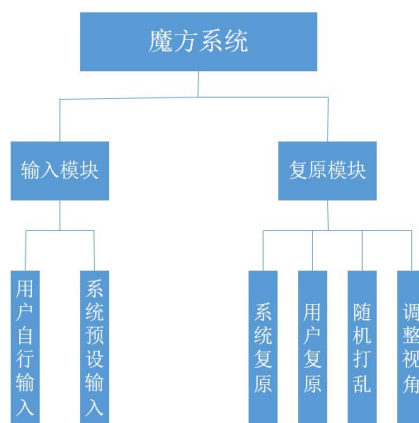 魔方系统
输入模块
复原模块
用户自行输入
系统预设输入
系统复原
用户复原
随机打乱
调整视角